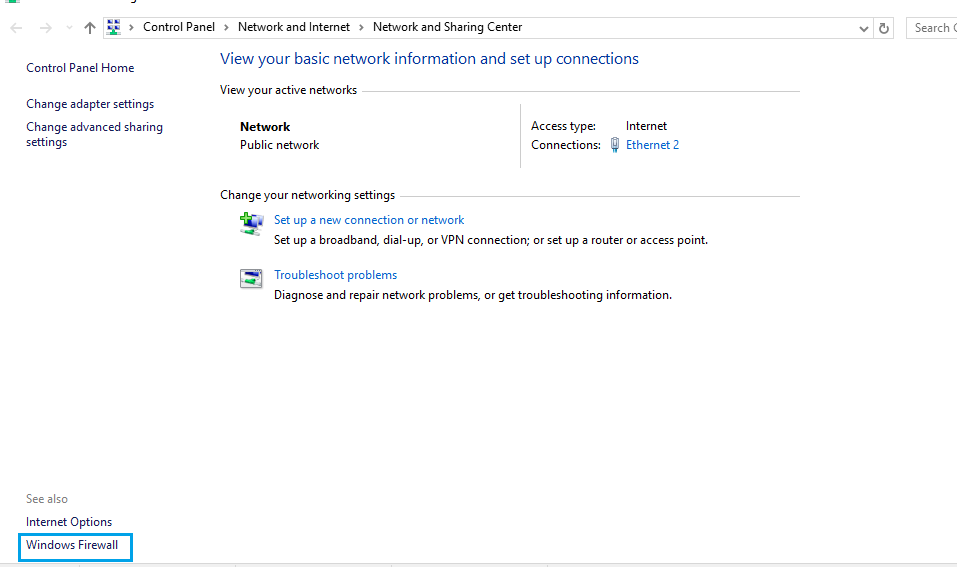 Control Panel > Network and Internet > Network and Sharing Center
Search
Control Panel Home
Change adapter settings
Change advanced sharing
settings
View your basic network information and set up connections
View your active networks
Network
Public network
Access type: Internet
Connections: Ethernet 2
Change your networking settings
Set up a new connection or network
Set up a broadband, dial-up, or VPN connection; or set up a router or access point.
Troubleshoot problems
Diagnose and repair network problems, or get troubleshooting information.
See also
Internet Options
Windows Firewall